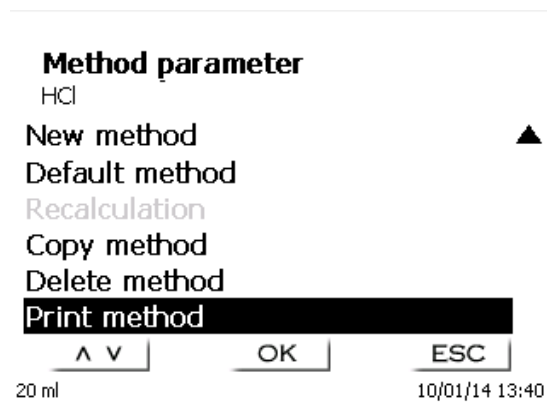 Method parameter
HCl
New method
Default method
Recalculation
Copy method
Delete method
Print method
∧ ∨ OK ESC
20 ml 10/01/14 13:40